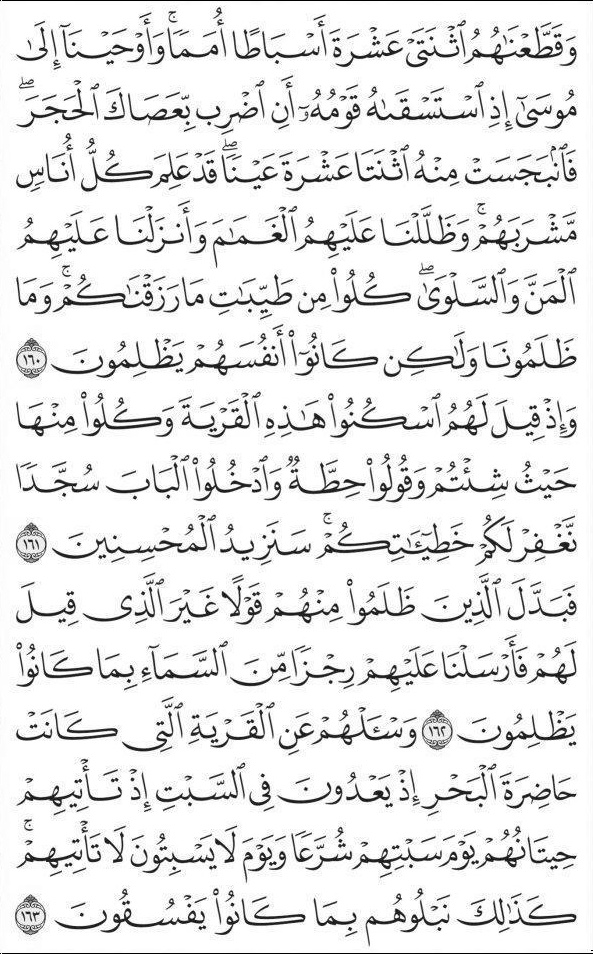 وَقَطَّعۡنَٰهُمُ ٱثۡنَتَيۡ عَشۡرَةَ أَسۡبَاطًا أُمَمٗاۚ وَأَوۡحَيۡنَآ إِلَىٰ
مُوسَىٰٓ إِذِ ٱسۡتَسۡقَىٰهُ قَوۡمُهُۥٓ أَنِ ٱضۡرِب بِّعَصَاكَ ٱلۡحَجَرَۖ
فَٱنۢبَجَسَتۡ مِنۡهُ ٱثۡنَتَا عَشۡرَةَ عَيۡنٗاۖ قَدۡ عَلِمَ كُلُّ أُنَاسٖ
مَّشۡرَبَهُمۡۚ وَظَلَّلۡنَا عَلَيۡهِمُ ٱلۡغَمَٰمَ وَأَنزَلۡنَا عَلَيۡهِمُ
ٱلۡمَنَّ وَٱلسَّلۡوَىٰۖ كُلُواْ مِن طَيِّبَٰتِ مَا رَزَقۡنَٰكُمۡۚ وَمَا
ظَلَمُونَا وَلَٰكِن كَانُوٓاْ أَنفُسَهُمۡ يَظۡلِمُونَ ١٦٠
وَإِذۡ قِيلَ لَهُمُ ٱسۡكُنُواْ هَٰذِهِ ٱلۡقَرۡيَةَ وَكُلُواْ مِنۡهَا
حَيۡثُ شِئۡتُمۡ وَقُولُواْ حِطَّةٞ وَٱدۡخُلُواْ ٱلۡبَابَ سُجَّدٗا
نَّغۡفِرۡ لَكُمۡ خَطِيٓـَٰٔتِكُمۡۚ سَنَزِيدُ ٱلۡمُحۡسِنِينَ ١٦١
فَبَدَّلَ ٱلَّذِينَ ظَلَمُواْ مِنۡهُمۡ قَوۡلًا غَيۡرَ ٱلَّذِي قِيلَ
لَهُمۡ فَأَرۡسَلۡنَا عَلَيۡهِمۡ رِجۡزٗا مِّنَ ٱلسَّمَآءِ بِمَا كَانُواْ
يَظۡلِمُونَ ١٦٢ وَسۡـَٔلۡهُمۡ عَنِ ٱلۡقَرۡيَةِ ٱلَّتِي كَانَتۡ
حَاضِرَةَ ٱلۡبَحۡرِ إِذۡ يَعۡدُونَ فِي ٱلسَّبۡتِ إِذۡ تَأۡتِيهِمۡ
حِيتَانُهُمۡ يَوۡمَ سَبۡتِهِمۡ شُرَّعٗا وَيَوۡمَ لَا يَسۡبِتُونَ لَا تَأۡتِيهِمۡۚ
كَذَٰلِكَ نَبۡلُوهُم بِمَا كَانُواْ يَفۡسُقُونَ ١٦٣